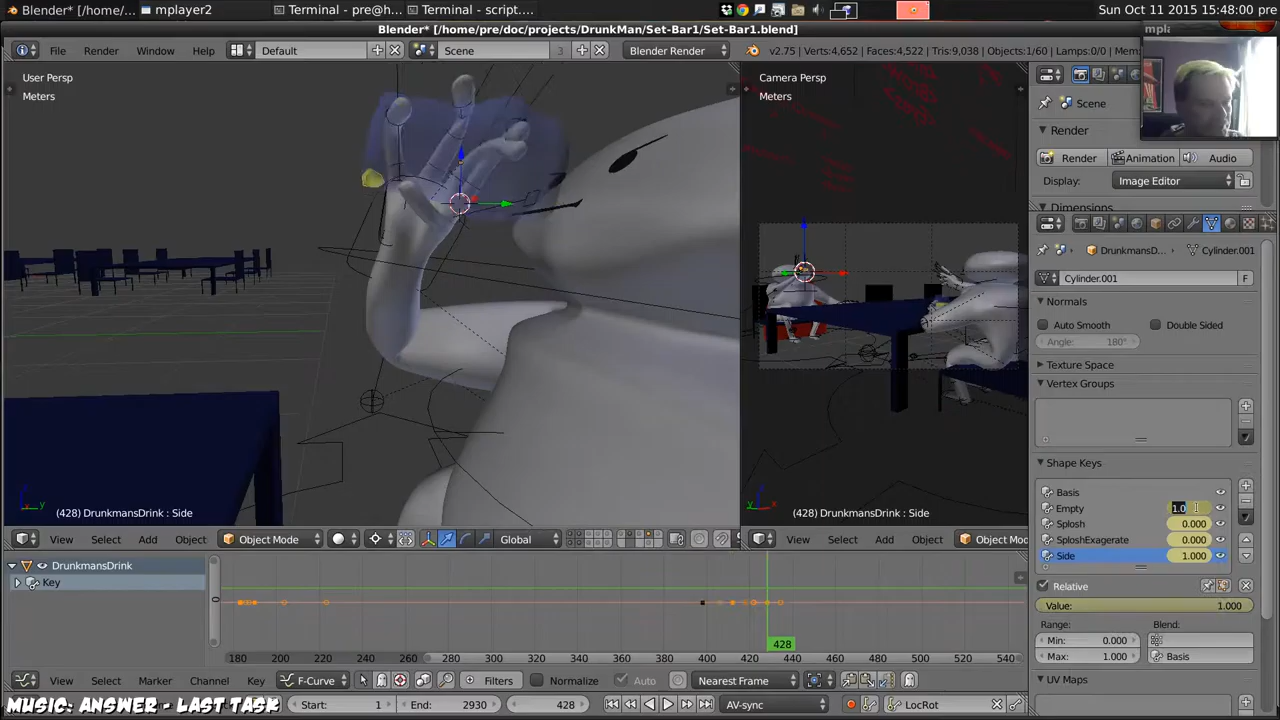 Blender* [/home/... mplayer2 Terminal - pre@h... Terminal - script.... Sun Oct 11 2015 15:48:00 pre
Blender* [/home/pre/doc/projects/DrunkMan/Set-Bar1/Set-Bar1.blend]
mpla
File Render Window Help Default Scene 3 Blender Render v2.75 | Verts:4,652 | Faces:4,522 | Tris:9,038 | Objects:1/60 | Lamps:0/0 | Mem:
User Persp
Meters
Camera Persp
Meters
Scene
Render
Render Animation Audio
Display: Image Editor
Dimensions
DrunkmansD... Cylinder.001
Cylinder.001 F
Normals
Auto Smooth Double Sided
Angle: 180°
Texture Space
Vertex Groups
Shape Keys
Basis
Empty 1.0
Splosh 0.000
SploshExagerate 0.000
Side 1.000
Relative
Value: 1.000
Range: Blend:
Min: 0.000
Max: 1.000 Basis
UV Maps
(428) DrunkmansDrink : Side
(428) DrunkmansDrink : Side
View Select Add Object Object Mode Global
View Select Add Object Object Mod
DrunkmansDrink
Key
0
428
180 200 220 240 260 280 300 320 340 360 380 400 420 440 460 480 500 520 540
View Select Marker Channel Key F-Curve Filters Normalize Auto Nearest Frame
MUSIC: ANSWER - LAST TASK
Start: 1 End: 2930 428 AV-sync LocRot